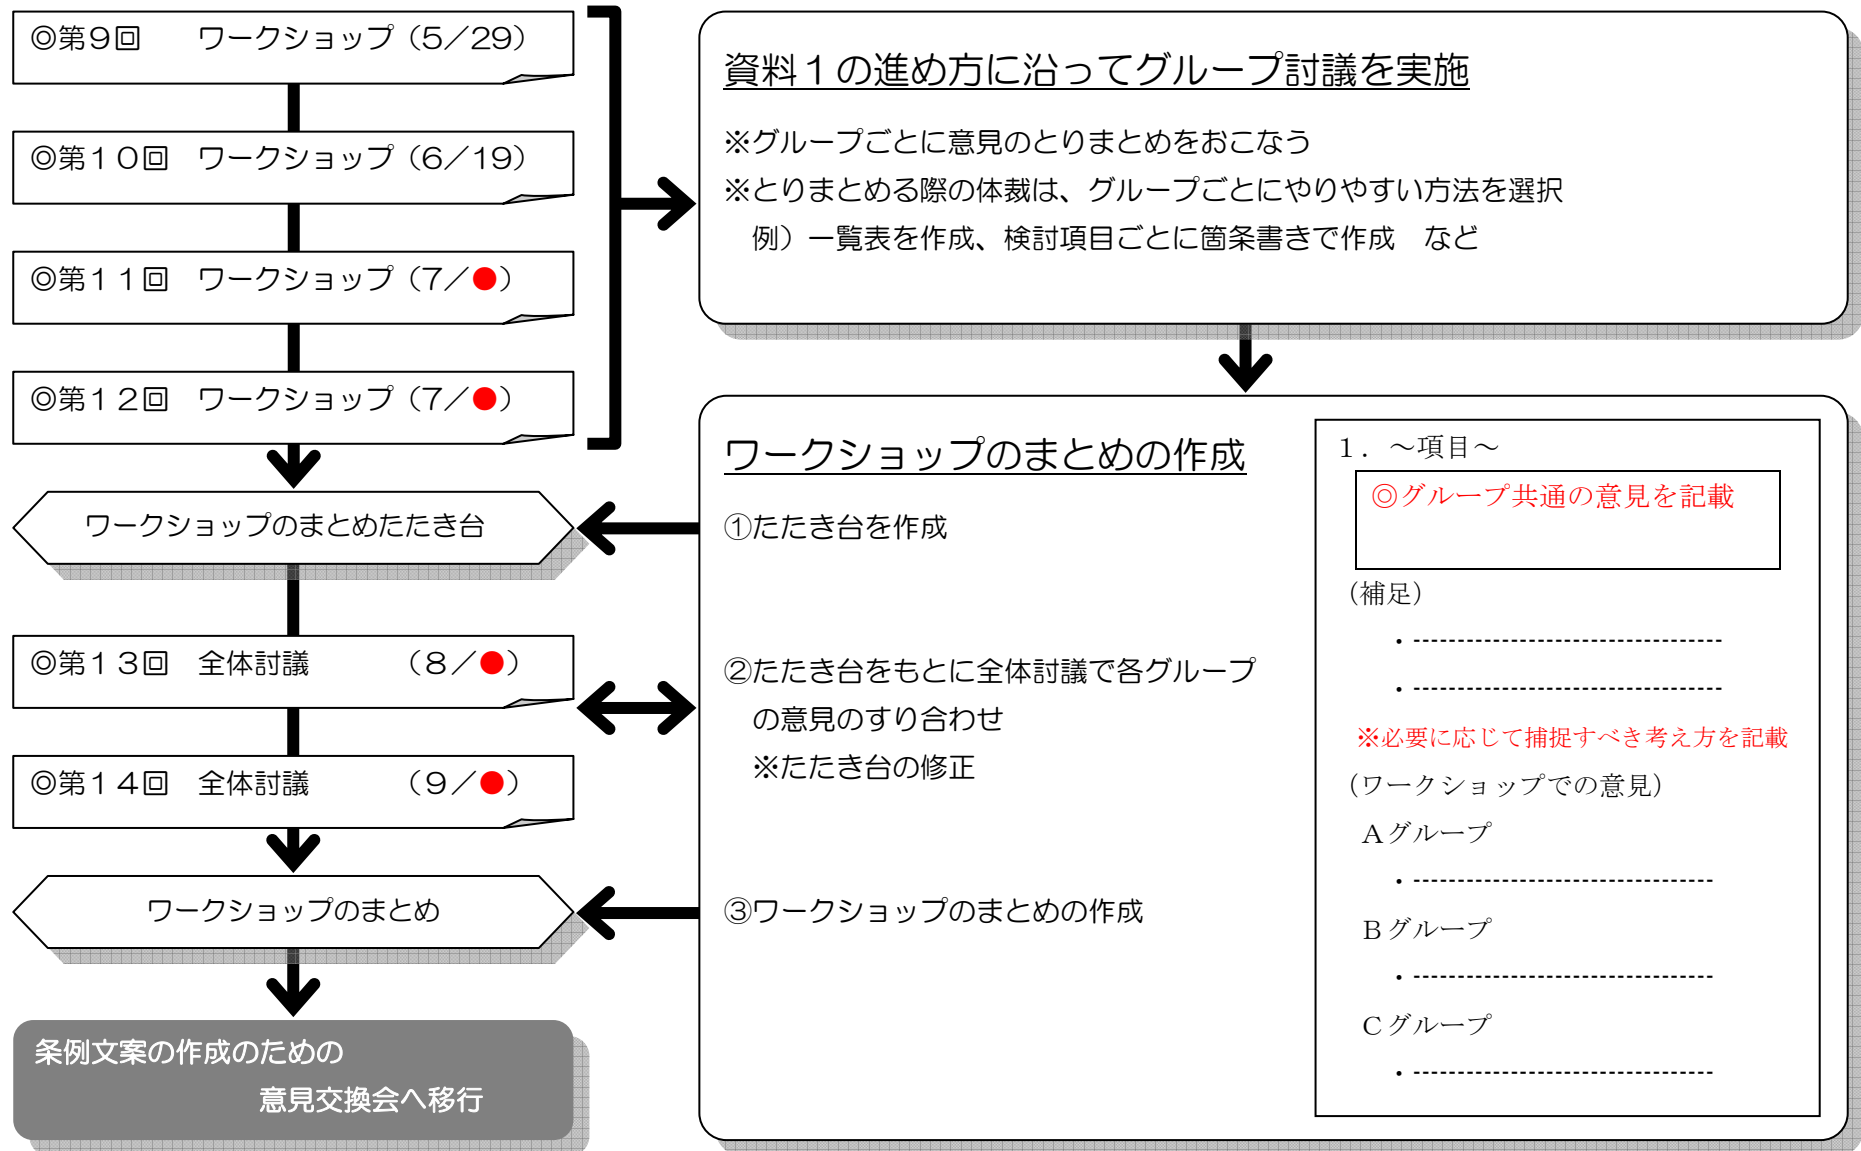 ◎第９回　　ワークショップ（５／２９）
◎第１０回　ワークショップ（６／１９）
◎第１１回　ワークショップ（７／●）
◎第１２回　ワークショップ（７／●）
ワークショップのまとめたたき台
◎第１３回　全体討議　　　（８／●）
◎第１４回　全体討議　　　（９／●）
ワークショップのまとめ
条例文案の作成のための
意見交換会へ移行
資料１の進め方に沿ってグループ討議を実施
※グループごとに意見のとりまとめをおこなう
※とりまとめる際の体裁は、グループごとにやりやすい方法を選択
例）一覧表を作成、検討項目ごとに箇条書きで作成　など
ワークショップのまとめの作成
①たたき台を作成
②たたき台をもとに全体討議で各グループ
の意見のすり合わせ
※たたき台の修正
③ワークショップのまとめの作成
１．～項目～
◎グループ共通の意見を記載
（補足）
・-----------------------------------
・-----------------------------------
※必要に応じて捕捉すべき考え方を記載
（ワークショップでの意見）
Ａグループ
・----------------------------------
Ｂグループ
・----------------------------------
Ｃグループ
・----------------------------------